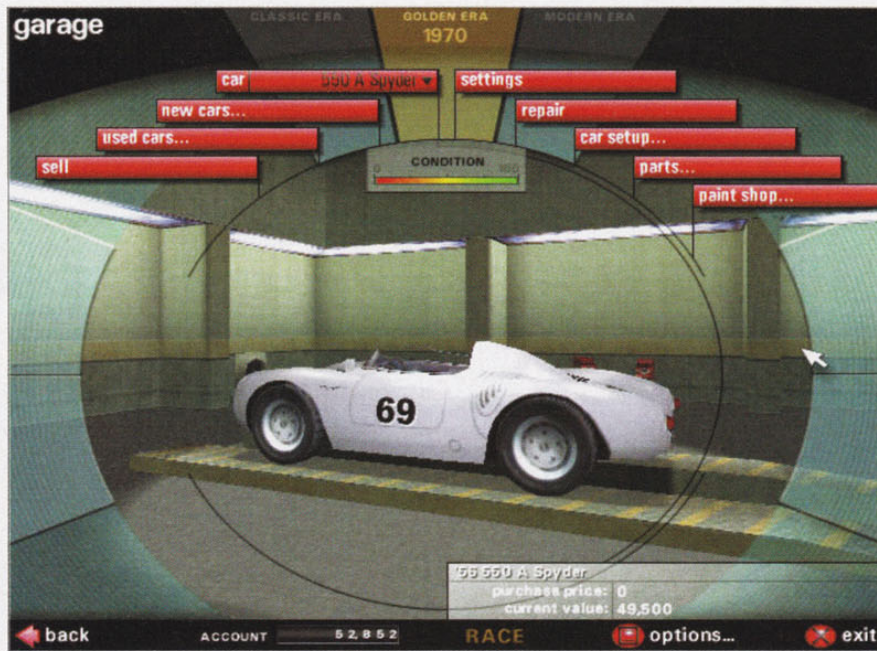 garage
CLASSIC ERA
GOLDEN ERA
MODERN ERA
1970
car 550 A Spyder
settings
new cars...
repair
used cars...
car setup...
sell
parts...
paint shop...
CONDITION
0 100
69
'56 550 A Spyder
purchase price: 0
current value: 49,500
back
ACCOUNT 52,852
RACE
options...
exit